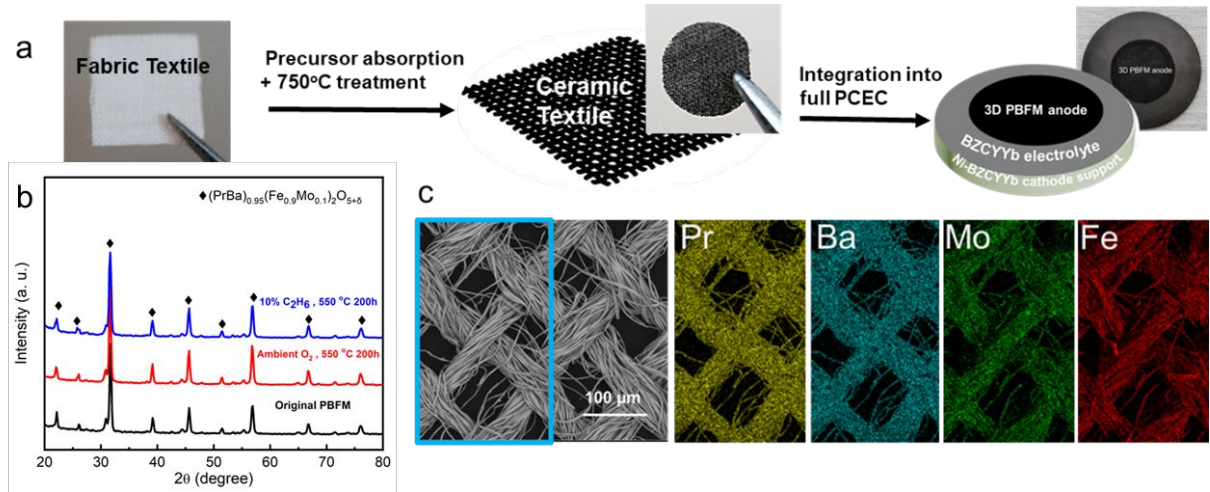 a
Fabric Textile
Precursor absorption
+ 750°C treatment
Ceramic
Textile
Integration into
full PCEC
3D PBFM anode
3D PBFM anode
BZCYYb electrolyte
Ni-BZCYYb cathode support
b
♦(PrBa)₀.₉₅(Fe₀.₉Mo₀.₁)₂O₅₊δ
Intensity (a. u.)
10% C₂H₆ , 550 °C 200h
Ambient O₂ , 550 °C 200h
Original PBFM
20 30 40 50 60 70 80
2θ (degree)
c
100 μm
Pr
Ba
Mo
Fe